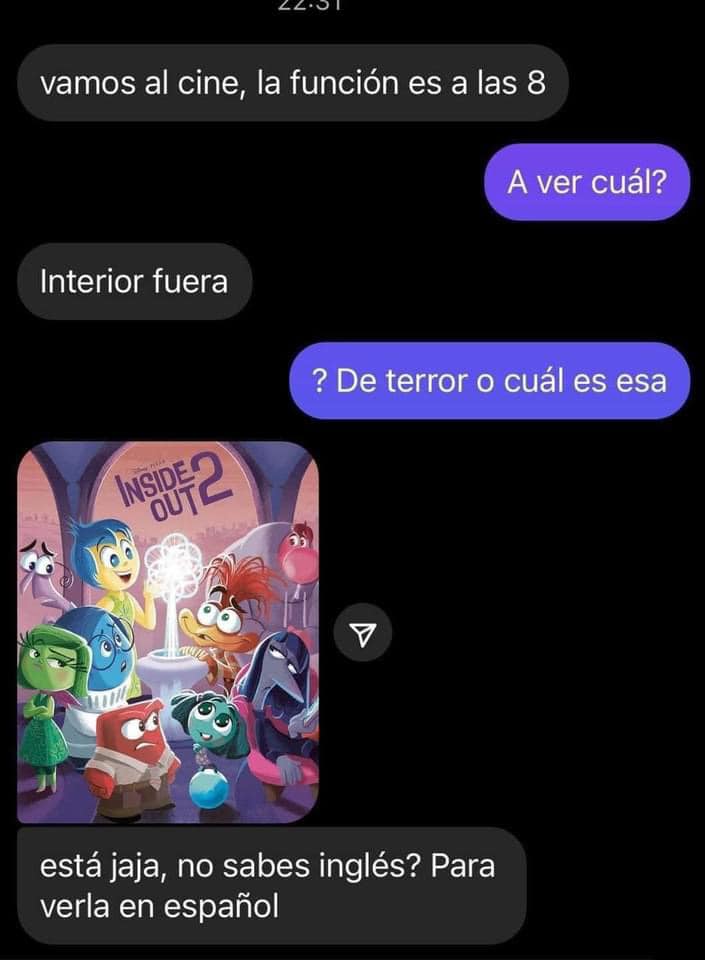 22:31
vamos al cine, la función es a las 8
A ver cuál?
Interior fuera
? De terror o cuál es esa
Disney PIXAR
INSIDE
OUT 2
está jaja, no sabes inglés? Para
verla en español